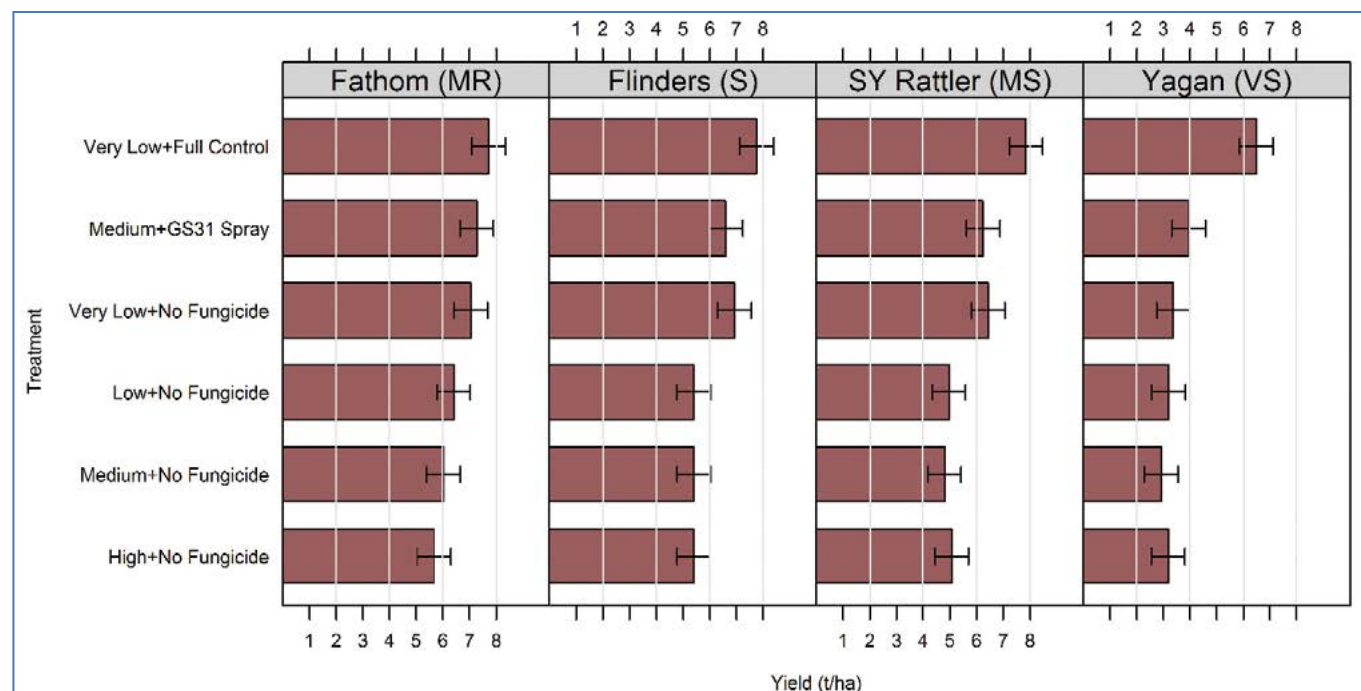 1 2 3 4 5 6 7 8 1 2 3 4 5 6 7 8
Fathom (MR) Flinders (S) SY Rattler (MS) Yagan (VS)
Very Low+Full Control
Medium+GS31 Spray
Very Low+No Fungicide
Low+No Fungicide
Medium+No Fungicide
High+No Fungicide
Treatment
1 2 3 4 5 6 7 8 1 2 3 4 5 6 7 8
Yield (t/ha)